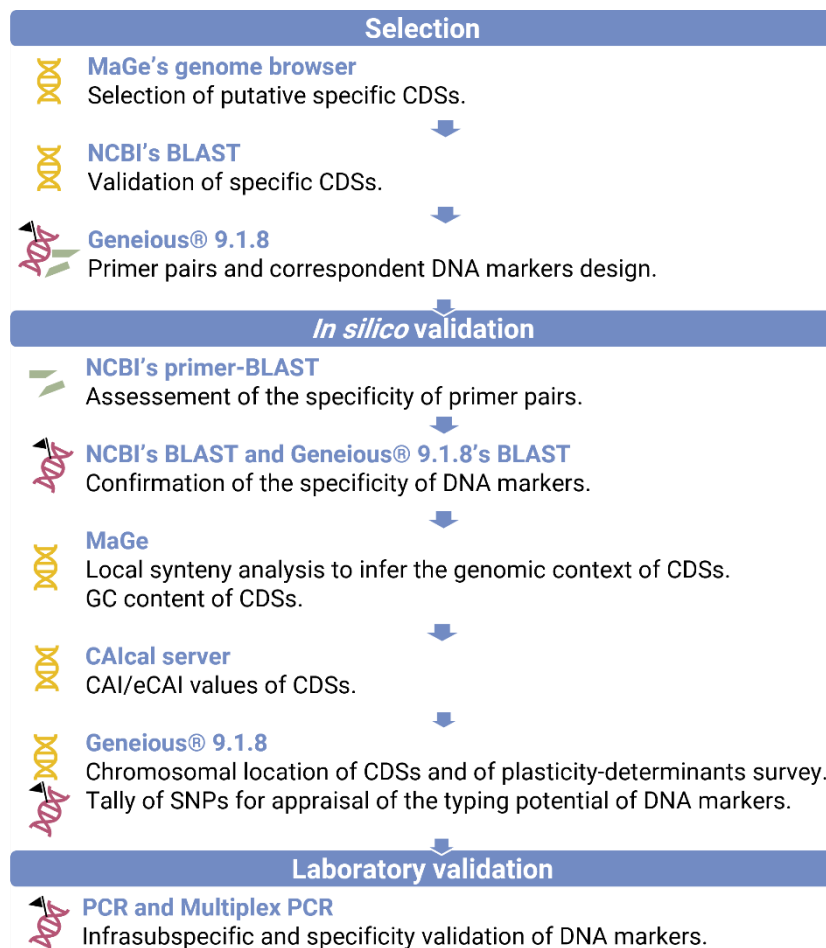 Selection
MaGe's genome browser
Selection of putative specific CDSs.
NCBI's BLAST
Validation of specific CDSs.
Geneious® 9.1.8
Primer pairs and correspondent DNA markers design.
In silico validation
NCBI's primer-BLAST
Assessement of the specificity of primer pairs.
NCBI's BLAST and Geneious® 9.1.8's BLAST
Confirmation of the specificity of DNA markers.
MaGe
Local synteny analysis to infer the genomic context of CDSs.
GC content of CDSs.
CAIcal server
CAI/eCAI values of CDSs.
Geneious® 9.1.8
Chromosomal location of CDSs and of plasticity-determinants survey.
Tally of SNPs for appraisal of the typing potential of DNA markers.
Laboratory validation
PCR and Multiplex PCR
Infrasubspecific and specificity validation of DNA markers.